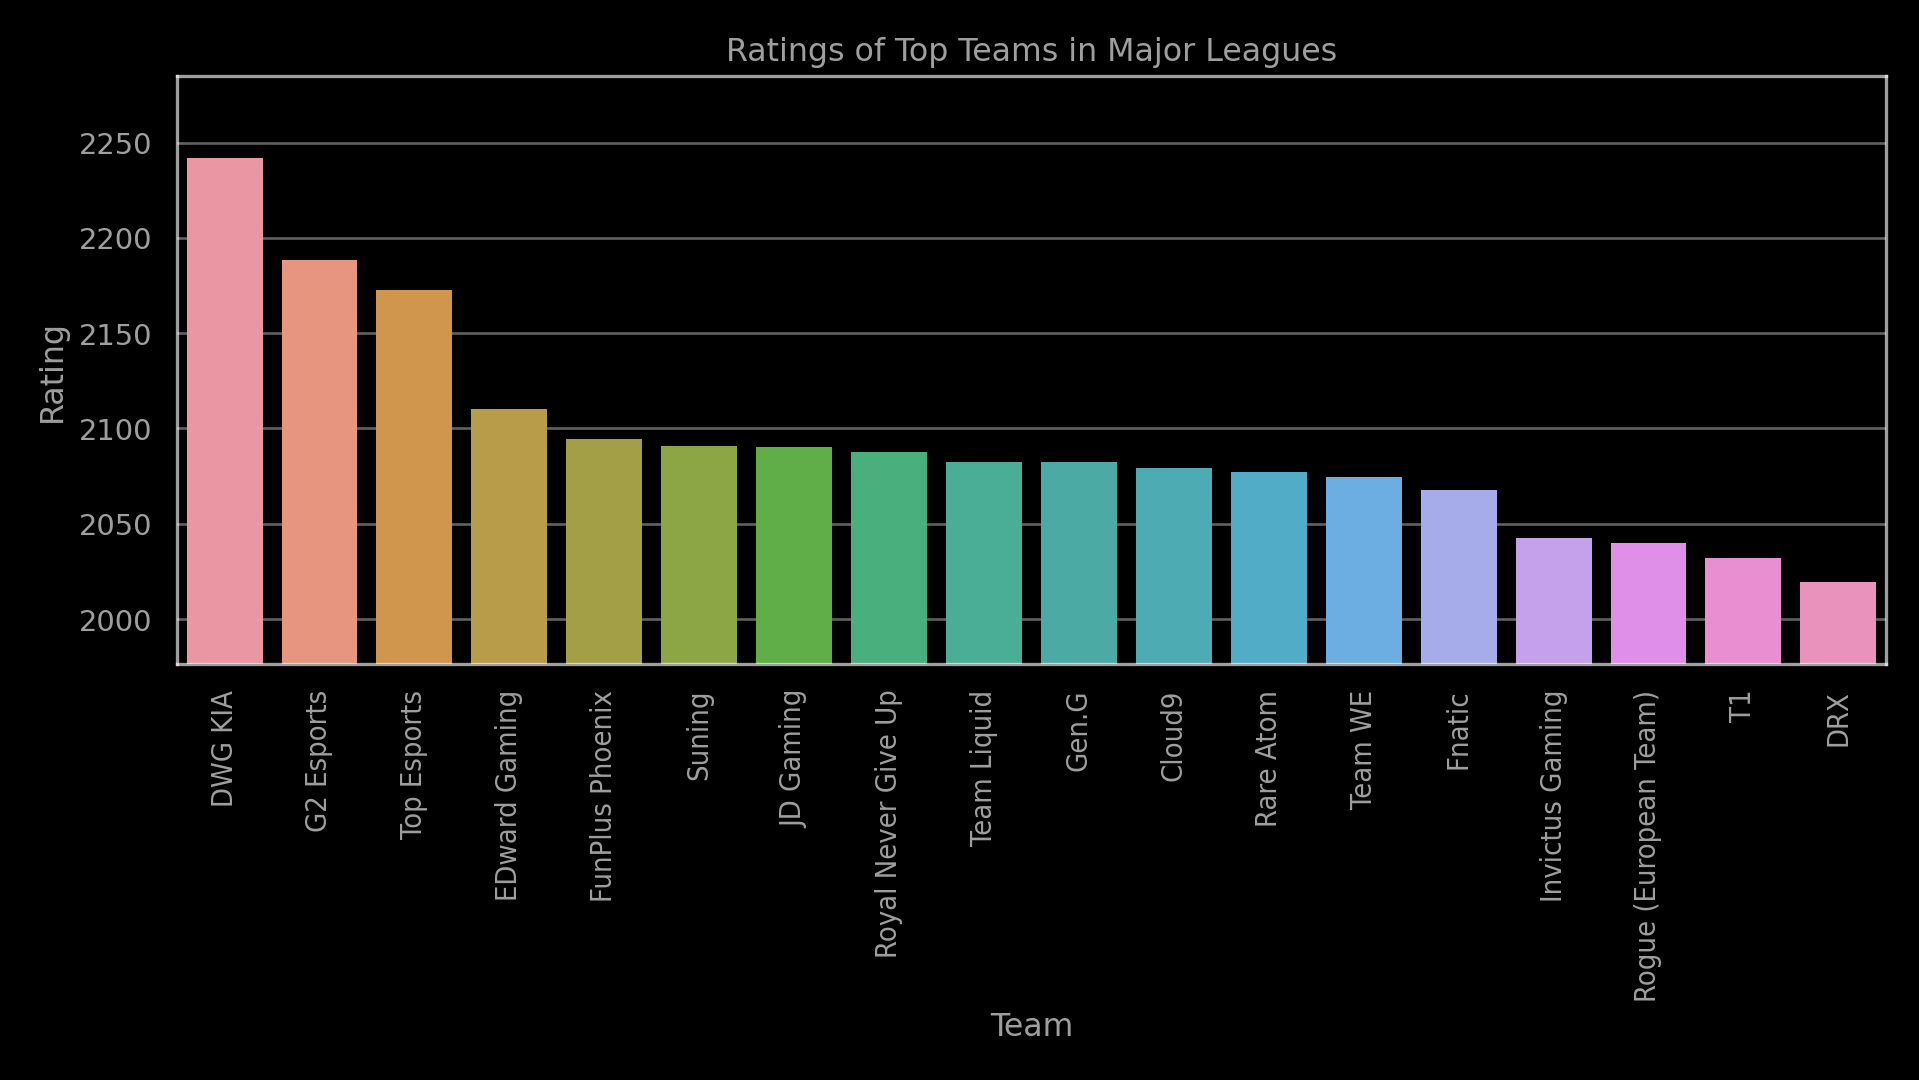 Ratings of Top Teams in Major Leagues
Rating
2250
2200
2150
2100
2050
2000
DWG KIA
G2 Esports
Top Esports
EDward Gaming
FunPlus Phoenix
Suning
JD Gaming
Royal Never Give Up
Team Liquid
Gen.G
Cloud9
Rare Atom
Team WE
Fnatic
Invictus Gaming
Rogue (European Team)
T1
DRX
Team